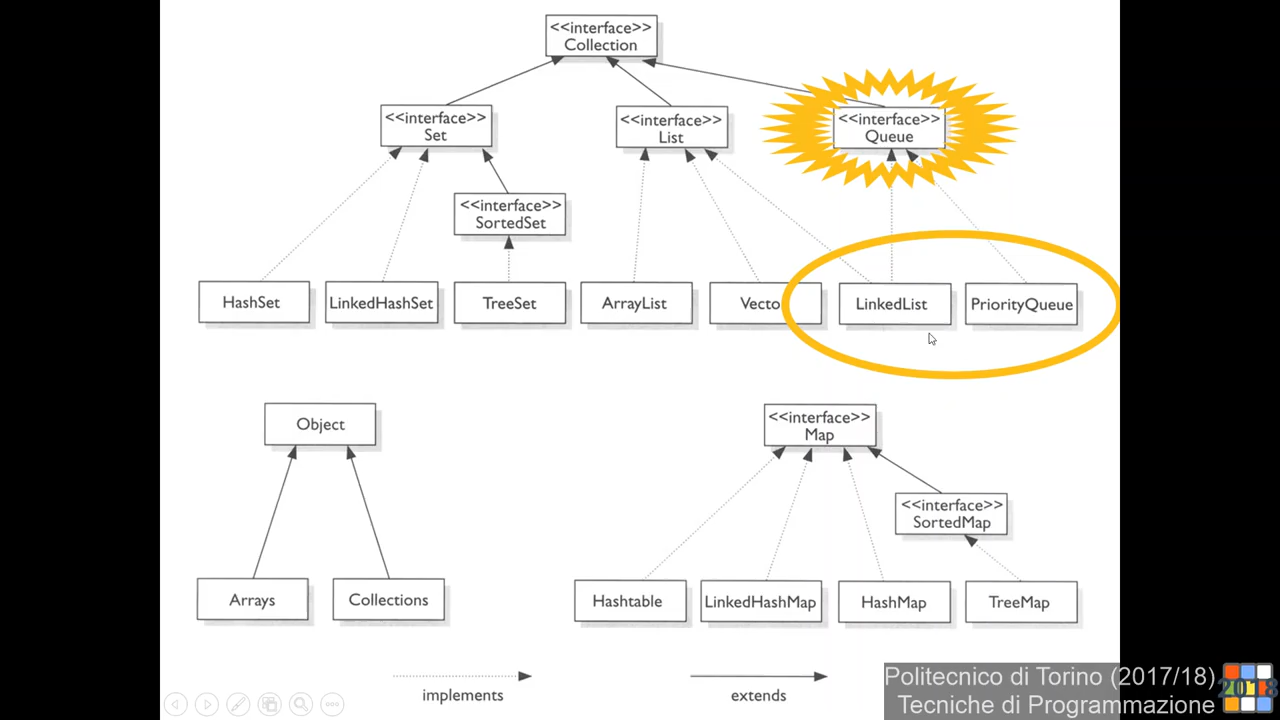 <<interface>>
Collection
<<interface>>
Set
<<interface>>
List
<<interface>>
Queue
<<interface>>
SortedSet
HashSet
LinkedHashSet
TreeSet
ArrayList
Vecto
LinkedList
PriorityQueue
Object
<<interface>>
Map
<<interface>>
SortedMap
Arrays
Collections
Hashtable
LinkedHashMap
HashMap
TreeMap
implements
extends
Politecnico di Torino (2017/18)
Tecniche di Programmazione
2018